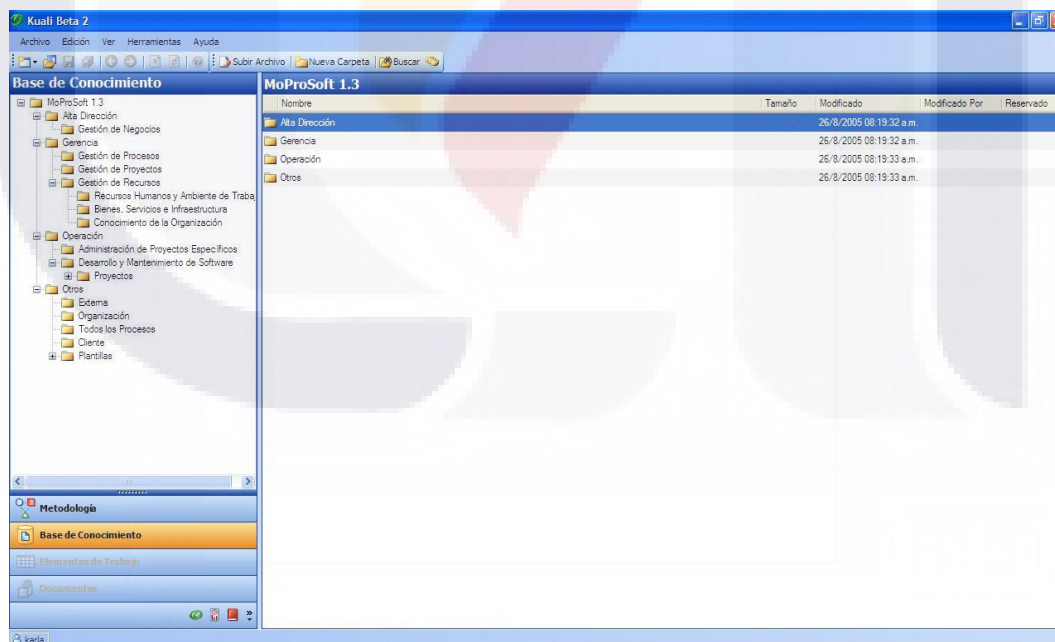 Kuali Beta 2
Archivo Edición Ver Herramientas Ayuda
Subir Archivo Nueva Carpeta Buscar
Base de Conocimiento
MoProSoft 1.3
Alta Dirección
Gestión de Negocios
Gerencia
Gestión de Procesos
Gestión de Proyectos
Gestión de Recursos
Recursos Humanos y Ambiente de Traba
Bienes, Servicios e Infraestructura
Conocimiento de la Organización
Operación
Administración de Proyectos Específicos
Desarrollo y Mantenimiento de Software
Proyectos
Otros
Externa
Organización
Todos los Procesos
Cliente
Plantillas
Metodología
Base de Conocimiento
Elementos de Trabajo
Documentos
MoProSoft 1.3
Nombre Tamaño Modificado Modificado Por Reservado
Alta Dirección 26/8/2005 08:19:32 a.m.
Gerencia 26/8/2005 08:19:32 a.m.
Operación 26/8/2005 08:19:33 a.m.
Otros 26/8/2005 08:19:33 a.m.
karla